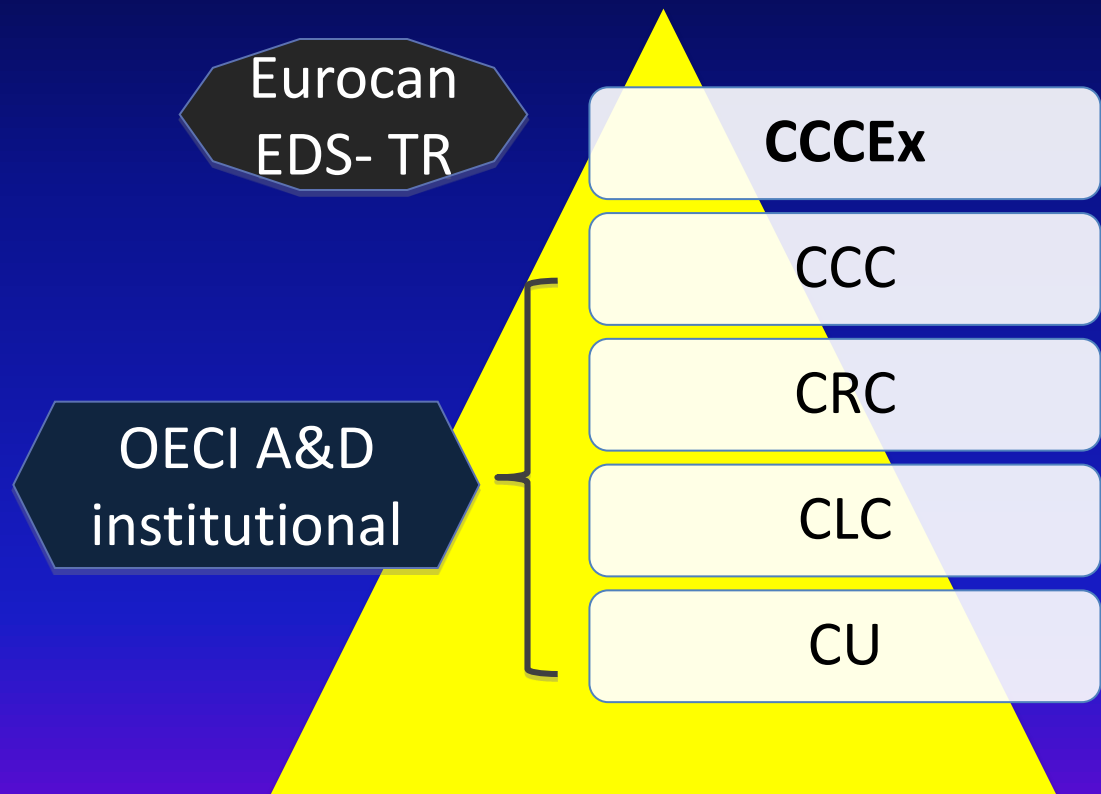 Eurocan
EDS- TR
CCCEx
CCC
CRC
OECI A&D
institutional
CLC
CU